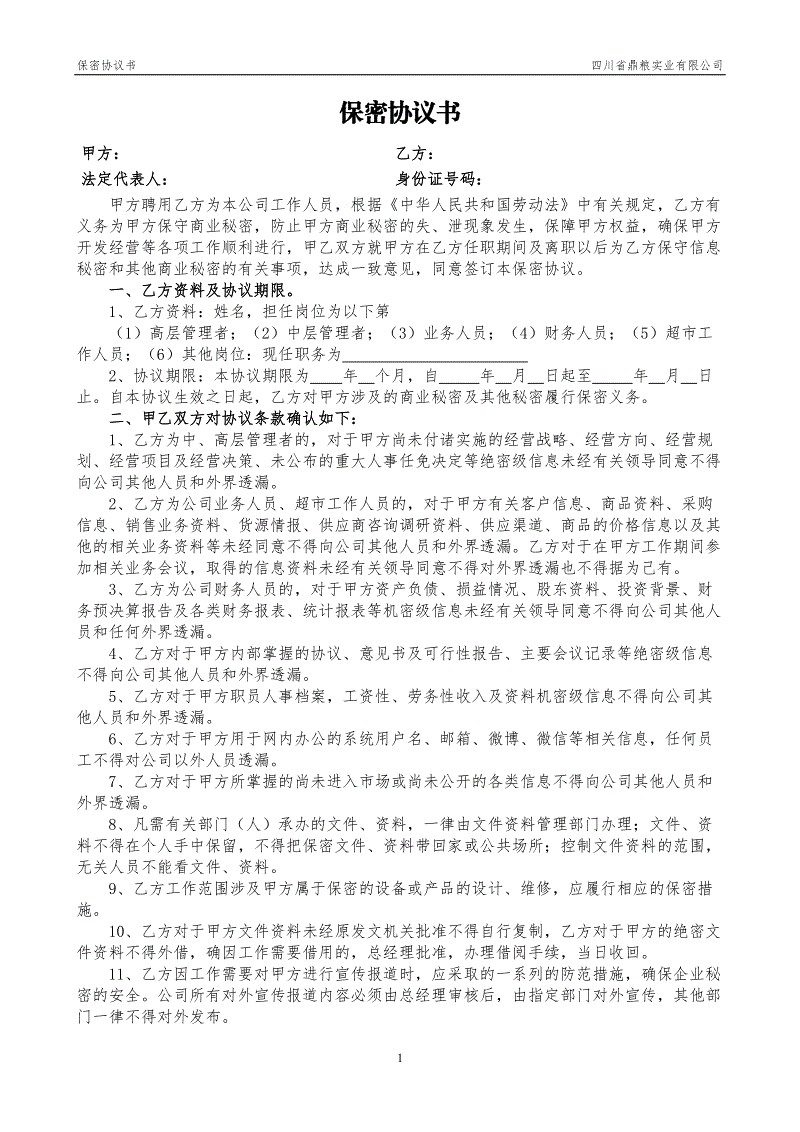 保密协议书 四川省鼎粮实业有限公司
保密协议书
甲方： 乙方：
法定代表人： 身份证号码：
甲方聘用乙方为本公司工作人员，根据《中华人民共和国劳动法》中有关规定，乙方有
义务为甲方保守商业秘密，防止甲方商业秘密的失、泄现象发生，保障甲方权益，确保甲方
开发经营等各项工作顺利进行，甲乙双方就甲方在乙方任职期间及离职以后为乙方保守信息
秘密和其他商业秘密的有关事项，达成一致意见，同意签订本保密协议。
一、乙方资料及协议期限。
1、乙方资料：姓名，担任岗位为以下第
（1）高层管理者；（2）中层管理者；（3）业务人员；（4）财务人员；（5）超市工
作人员；（6）其他岗位：现任职务为________________________
2、协议期限：本协议期限为____年__个月，自_____年__月__日起至_____年__月__日
止。自本协议生效之日起，乙方对甲方涉及的商业秘密及其他秘密履行保密义务。
二、甲乙双方对协议条款确认如下：
1、乙方为中、高层管理者的，对于甲方尚未付诸实施的经营战略、经营方向、经营规
划、经营项目及经营决策、未公布的重大人事任免决定等绝密级信息未经有关领导同意不得
向公司其他人员和外界透漏。
2、乙方为公司业务人员、超市工作人员的，对于甲方有关客户信息、商品资料、采购
信息、销售业务资料、货源情报、供应商咨询调研资料、供应渠道、商品的价格信息以及其
他的相关业务资料等未经同意不得向公司其他人员和外界透漏。乙方对于在甲方工作期间参
加相关业务会议，取得的信息资料未经有关领导同意不得对外界透漏也不得据为己有。
3、乙方为公司财务人员的，对于甲方资产负债、损益情况、股东资料、投资背景、财
务预决算报告及各类财务报表、统计报表等机密级信息未经有关领导同意不得向公司其他人
员和任何外界透漏。
4、乙方对于甲方内部掌握的协议、意见书及可行性报告、主要会议记录等绝密级信息
不得向公司其他人员和外界透漏。
5、乙方对于甲方职员人事档案，工资性、劳务性收入及资料机密级信息不得向公司其
他人员和外界透漏。
6、乙方对于甲方用于网内办公的系统用户名、邮箱、微博、微信等相关信息，任何员
工不得对公司以外人员透漏。
7、乙方对于甲方所掌握的尚未进入市场或尚未公开的各类信息不得向公司其他人员和
外界透漏。
8、凡需有关部门（人）承办的文件、资料，一律由文件资料管理部门办理；文件、资
料不得在个人手中保留，不得把保密文件、资料带回家或公共场所；控制文件资料的范围，
无关人员不能看文件、资料。
9、乙方工作范围涉及甲方属于保密的设备或产品的设计、维修，应履行相应的保密措
施。
10、乙方对于甲方文件资料未经原发文机关批准不得自行复制，乙方对于甲方的绝密文
件资料不得外借，确因工作需要借用的，总经理批准，办理借阅手续，当日收回。
11、乙方因工作需要对甲方进行宣传报道时，应采取的一系列的防范措施，确保企业秘
密的安全。公司所有对外宣传报道内容必须由总经理审核后，由指定部门对外宣传，其他部
门一律不得对外发布。
1